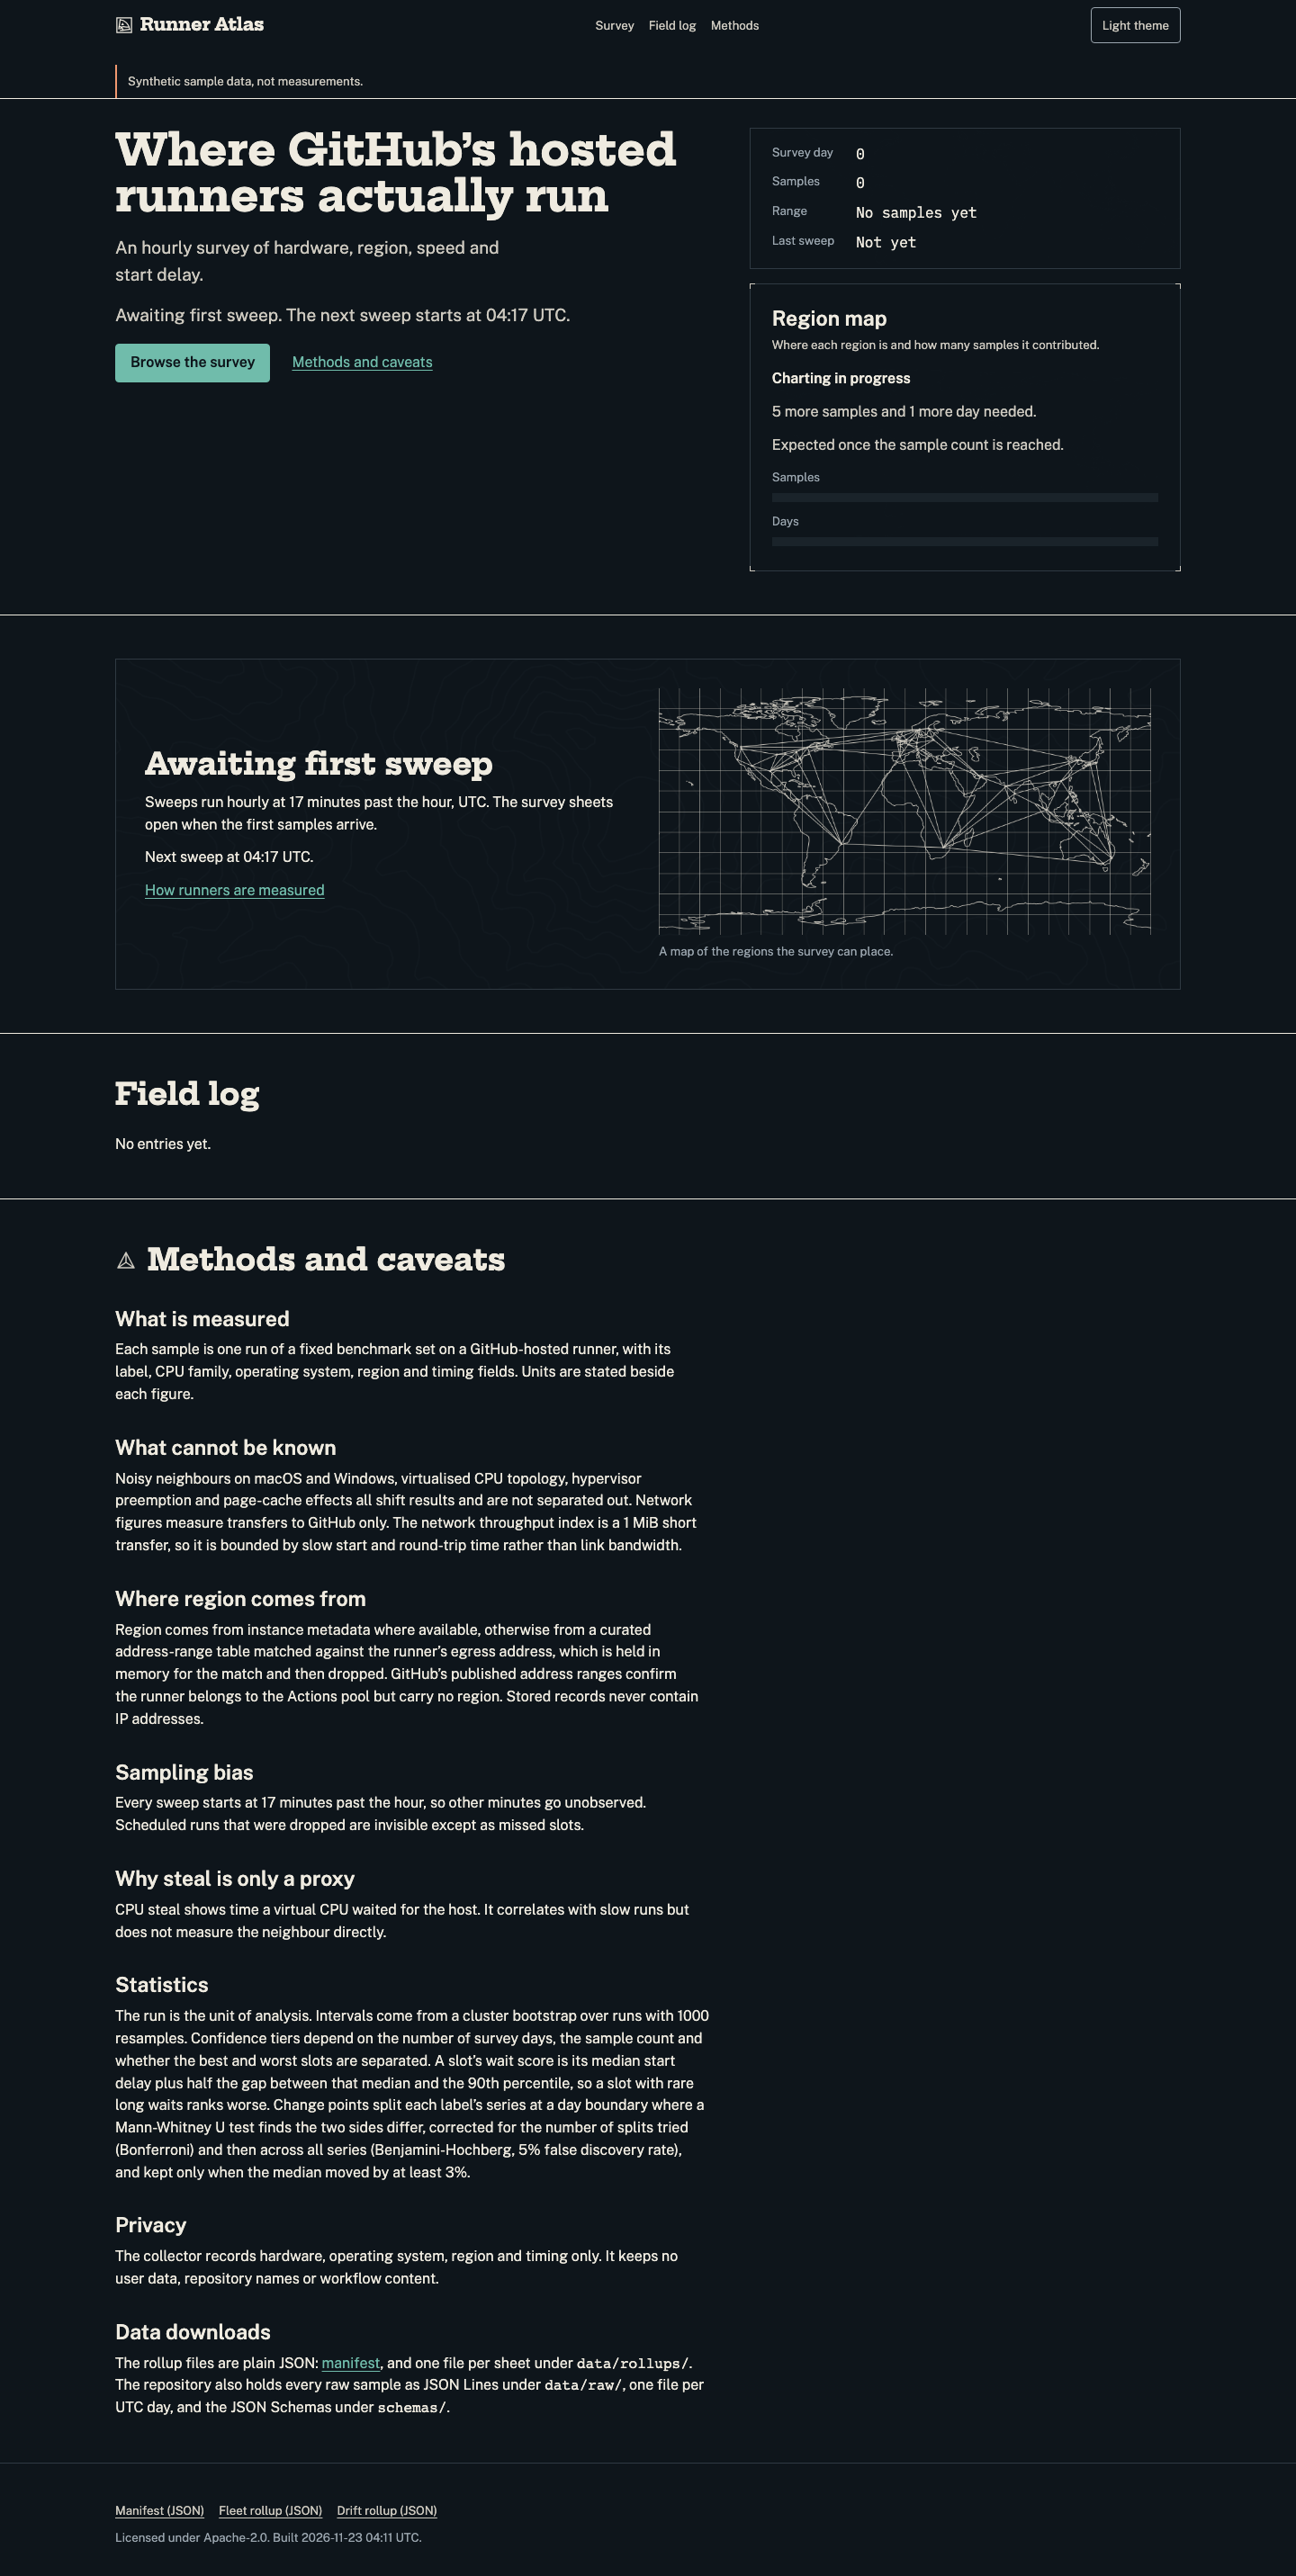 Runner Atlas
Survey
Field log
Methods
Light theme
Synthetic sample data, not measurements.
Where GitHub’s hosted
runners actually run
An hourly survey of hardware, region, speed and
start delay.
Awaiting first sweep. The next sweep starts at 04:17 UTC.
Browse the survey
Methods and caveats
Survey day 0
Samples 0
Range No samples yet
Last sweep Not yet
Region map
Where each region is and how many samples it contributed.
Charting in progress
5 more samples and 1 more day needed.
Expected once the sample count is reached.
Samples
Days
Awaiting first sweep
Sweeps run hourly at 17 minutes past the hour, UTC. The survey sheets
open when the first samples arrive.
Next sweep at 04:17 UTC.
How runners are measured
A map of the regions the survey can place.
Field log
No entries yet.
Methods and caveats
What is measured
Each sample is one run of a fixed benchmark set on a GitHub-hosted runner, with its
label, CPU family, operating system, region and timing fields. Units are stated beside
each figure.
What cannot be known
Noisy neighbours on macOS and Windows, virtualised CPU topology, hypervisor
preemption and page-cache effects all shift results and are not separated out. Network
figures measure transfers to GitHub only. The network throughput index is a 1 MiB short
transfer, so it is bounded by slow start and round-trip time rather than link bandwidth.
Where region comes from
Region comes from instance metadata where available, otherwise from a curated
address-range table matched against the runner’s egress address, which is held in
memory for the match and then dropped. GitHub’s published address ranges confirm
the runner belongs to the Actions pool but carry no region. Stored records never contain
IP addresses.
Sampling bias
Every sweep starts at 17 minutes past the hour, so other minutes go unobserved.
Scheduled runs that were dropped are invisible except as missed slots.
Why steal is only a proxy
CPU steal shows time a virtual CPU waited for the host. It correlates with slow runs but
does not measure the neighbour directly.
Statistics
The run is the unit of analysis. Intervals come from a cluster bootstrap over runs with 1000
resamples. Confidence tiers depend on the number of survey days, the sample count and
whether the best and worst slots are separated. A slot’s wait score is its median start
delay plus half the gap between that median and the 90th percentile, so a slot with rare
long waits ranks worse. Change points split each label’s series at a day boundary where a
Mann-Whitney U test finds the two sides differ, corrected for the number of splits tried
(Bonferroni) and then across all series (Benjamini-Hochberg, 5% false discovery rate),
and kept only when the median moved by at least 3%.
Privacy
The collector records hardware, operating system, region and timing only. It keeps no
user data, repository names or workflow content.
Data downloads
The rollup files are plain JSON: manifest, and one file per sheet under data/rollups/.
The repository also holds every raw sample as JSON Lines under data/raw/, one file per
UTC day, and the JSON Schemas under schemas/.
Manifest (JSON)
Fleet rollup (JSON)
Drift rollup (JSON)
Licensed under Apache-2.0. Built 2026-11-23 04:11 UTC.